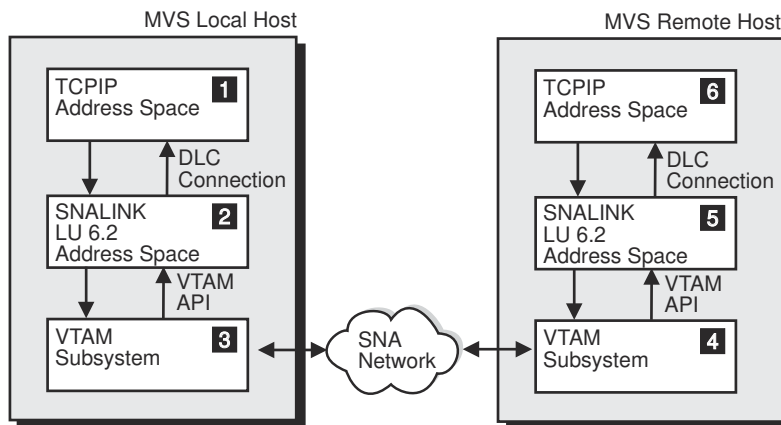 MVS Local Host
TCPIP 1
Address Space
DLC
Connection
SNALINK 2
LU 6.2
Address Space
VTAM
API
VTAM 3
Subsystem
SNA
Network
MVS Remote Host
TCPIP 6
Address Space
DLC
Connection
SNALINK 5
LU 6.2
Address Space
VTAM
API
VTAM 4
Subsystem